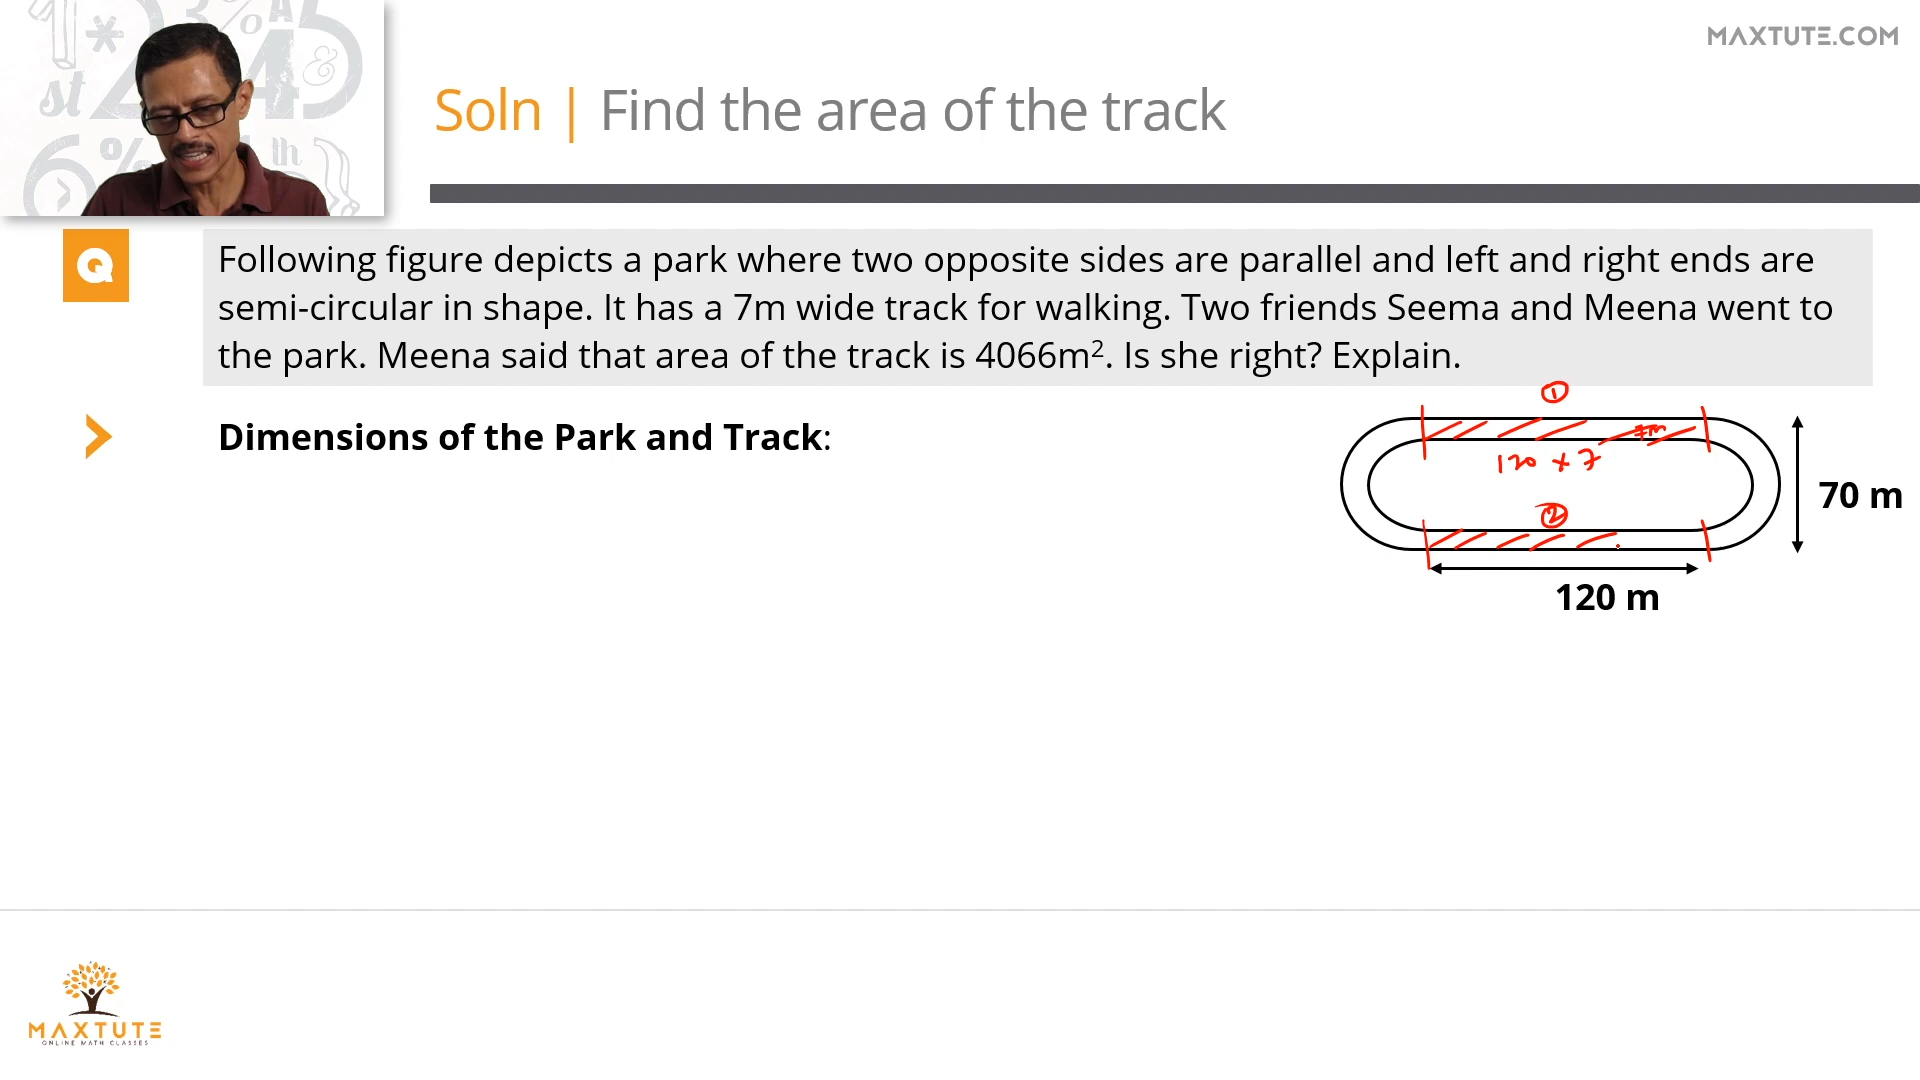 MAXTUTE.COM
Soln | Find the area of the track
Q
Following figure depicts a park where two opposite sides are parallel and left and right ends are
semi-circular in shape. It has a 7m wide track for walking. Two friends Seema and Meena went to
the park. Meena said that area of the track is 4066m². Is she right? Explain.
Dimensions of the Park and Track:
1
7m
120 × 7
2
70 m
120 m
MAXTUTE
ONLINE MATH CLASSES